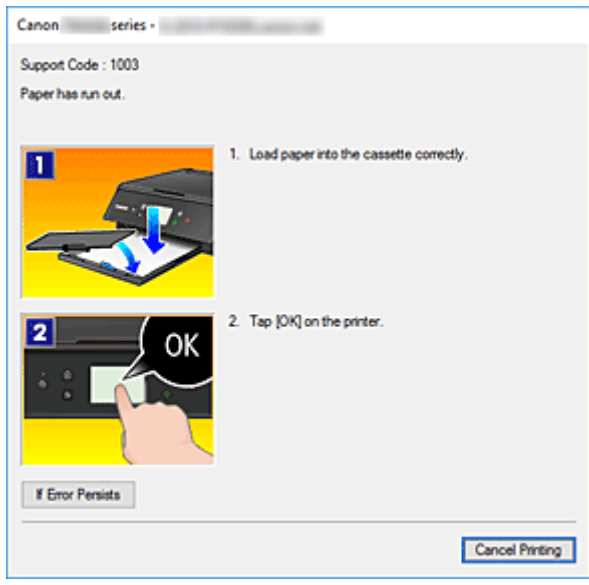 Canon series -
Support Code : 1003
Paper has run out.
1
1. Load paper into the cassette correctly.
2
OK
2. Tap [OK] on the printer.
If Error Persists
Cancel Printing